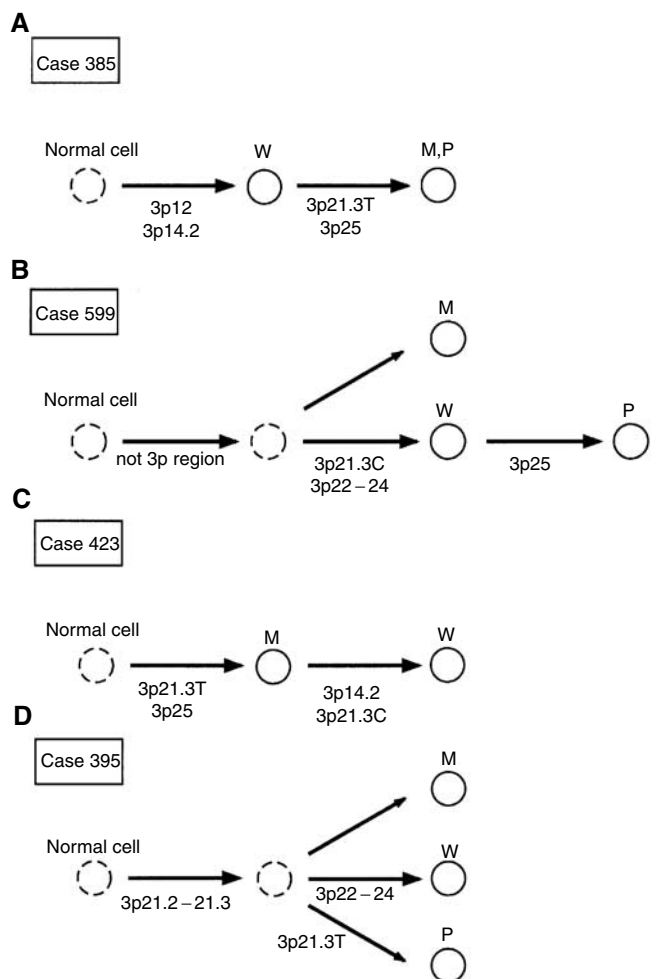 A
Case 385
Normal cell
W
M,P
3p12
3p14.2
3p21.3T
3p25
B
Case 599
M
Normal cell
W
P
not 3p region
3p21.3C
3p22–24
3p25
C
Case 423
Normal cell
M
W
3p21.3T
3p25
3p14.2
3p21.3C
D
Case 395
M
Normal cell
W
3p21.2–21.3
3p22–24
3p21.3T
P